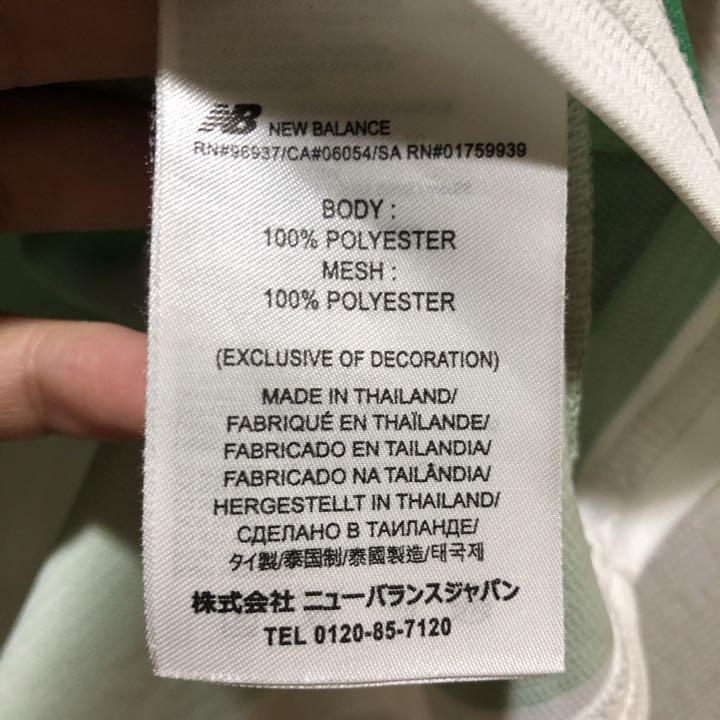 NB NEW BALANCE
RN#96937/CA#06054/SA RN#01759939
BODY :
100% POLYESTER
MESH :
100% POLYESTER
(EXCLUSIVE OF DECORATION)
MADE IN THAILAND/
FABRIQUÉ EN THAÏLANDE/
FABRICADO EN TAILANDIA/
FABRICADO NA TAILÂNDIA/
HERGESTELLT IN THAILAND/
СДЕЛАНО В ТАИЛАНДЕ/
タイ製/泰国制/泰國製造/태국제
株式会社 ニューバランスジャパン
TEL 0120-85-7120